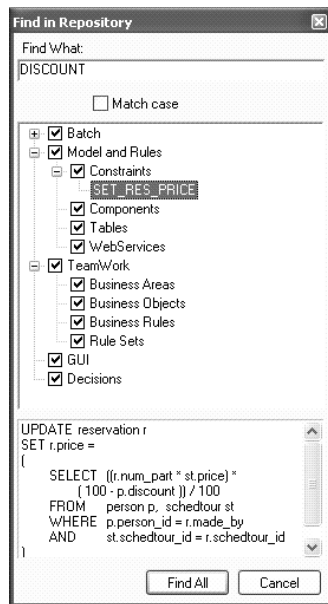 Find in Repository
Find What:
DISCOUNT
Match case
Batch
Model and Rules
Constraints
SET_RES_PRICE
Components
Tables
WebServices
TeamWork
Business Areas
Business Objects
Business Rules
Rule Sets
GUI
Decisions
UPDATE reservation r
SET r.price =
(
SELECT ((r.num_part * st.price) *
( 100 - p.discount )) / 100
FROM person p, schedtour st
WHERE p.person_id = r.made_by
AND st.schedtour_id = r.schedtour_id
)
Find All Cancel